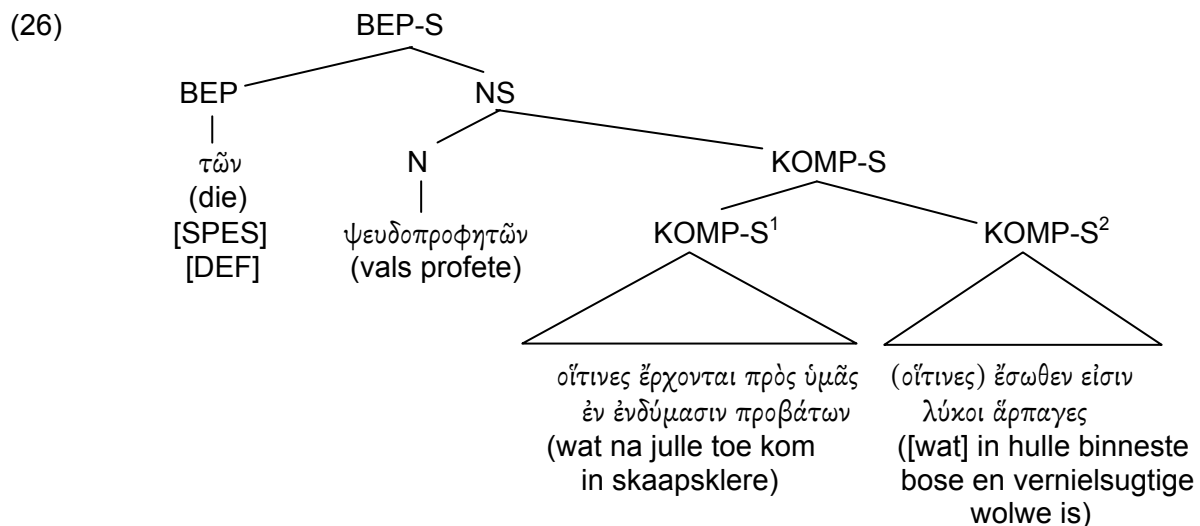 (26)
BEP-S
BEP NS
τῶν
(die)
[SPES]
[DEF]
N KOMP-S
ψευδοπροφητῶν
(vals profete)
KOMP-S¹ KOMP-S²
οἵτινες ἔρχονται πρὸς ὑμᾶς
ἐν ἐνδύμασιν προβάτων
(wat na julle toe kom
in skaapsklere)
(οἵτινες) ἔσωθεν εἰσιν
λύκοι ἅρπαγες
([wat] in hulle binneste
bose en vernielsugtige
wolwe is)